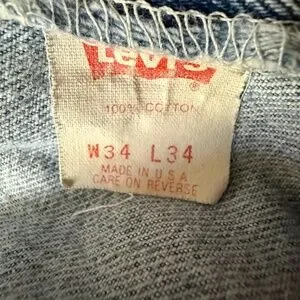 Levi's
®
100% COTTON
W34 L34
MADE IN U S A
CARE ON REVERSE